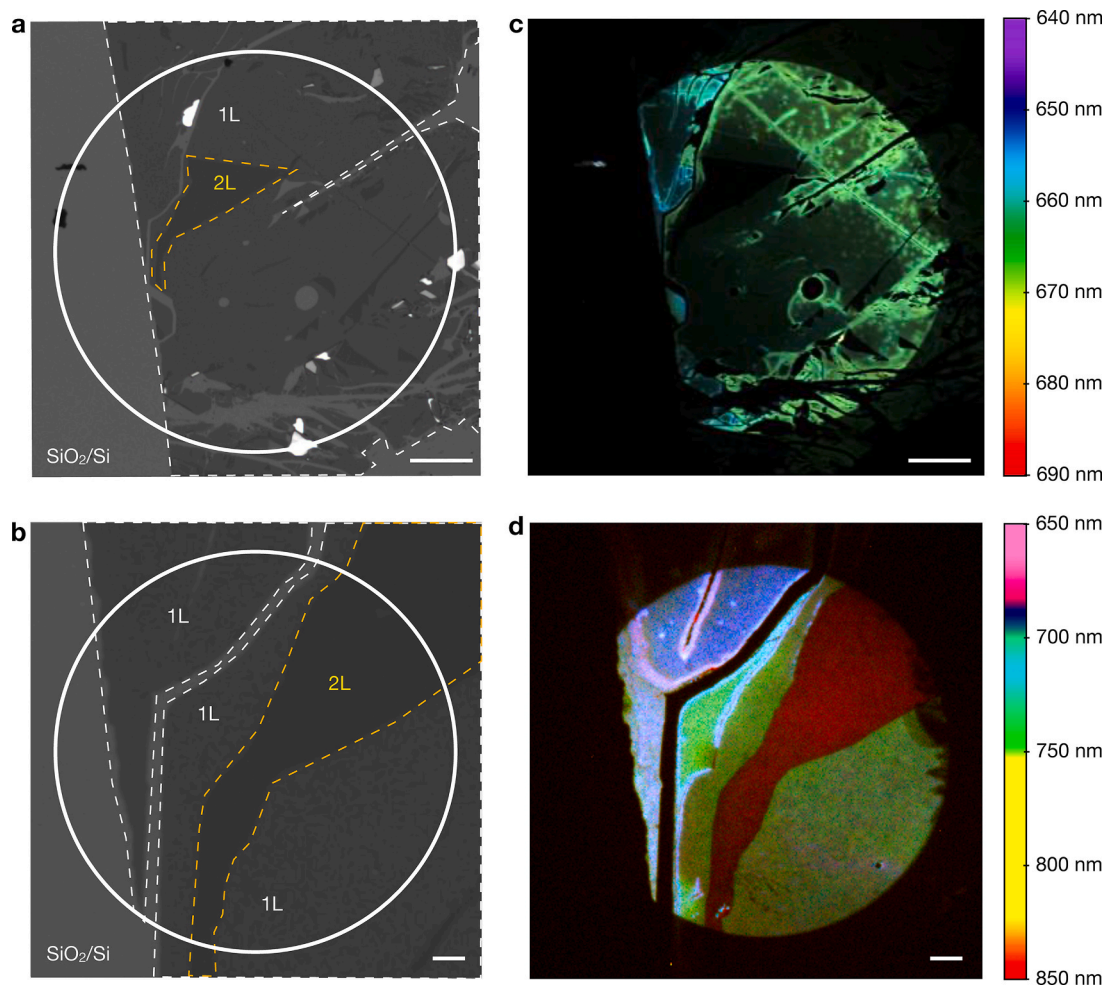 a
1L
2L
SiO₂/Si
c
640 nm
650 nm
660 nm
670 nm
680 nm
690 nm
b
1L
1L
2L
1L
SiO₂/Si
d
650 nm
700 nm
750 nm
800 nm
850 nm